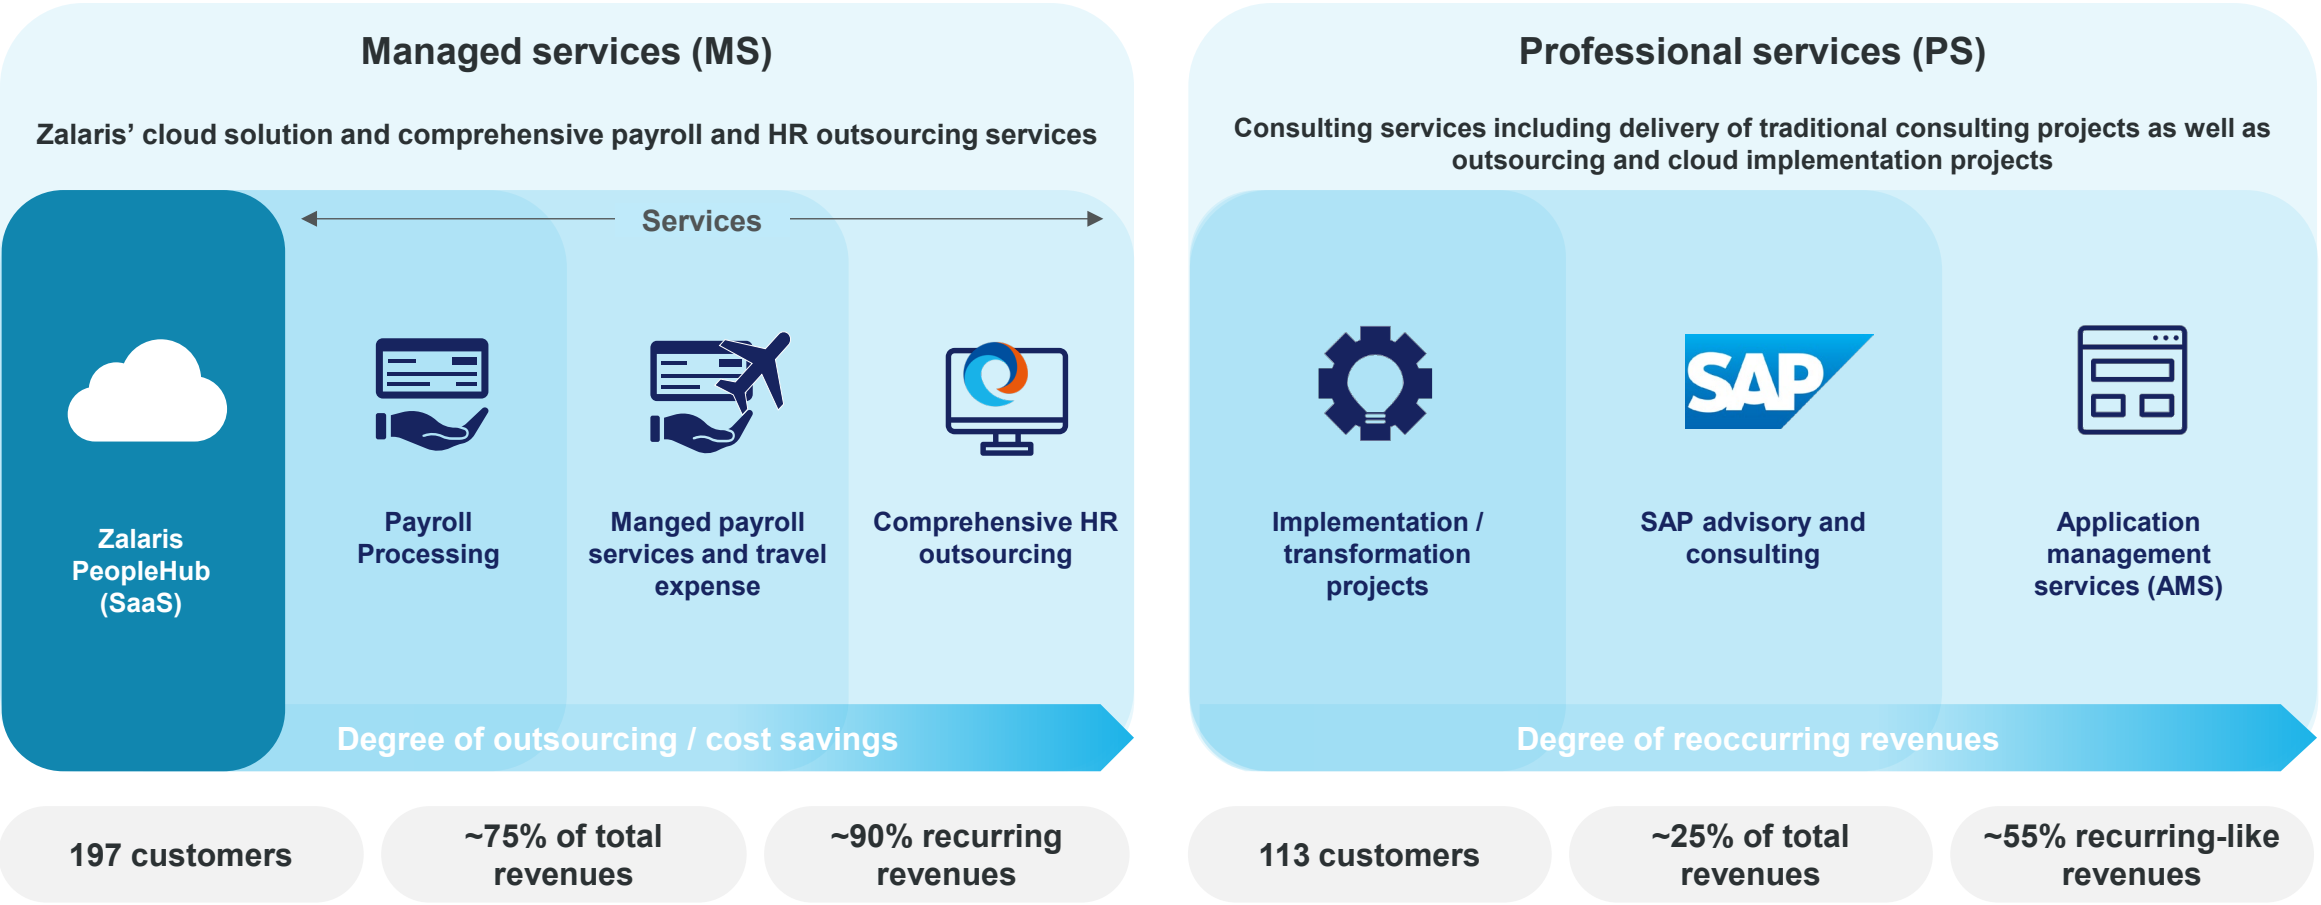 Managed services (MS)
Zalaris’ cloud solution and comprehensive payroll and HR outsourcing services
Services
Zalaris
PeopleHub
(SaaS)
Payroll
Processing
Manged payroll
services and travel
expense
Comprehensive HR
outsourcing
Degree of outsourcing / cost savings
197 customers
~75% of total
revenues
~90% recurring
revenues
Professional services (PS)
Consulting services including delivery of traditional consulting projects as well as
outsourcing and cloud implementation projects
Implementation /
transformation
projects
SAP
SAP advisory and
consulting
Application
management
services (AMS)
Degree of reoccurring revenues
113 customers
~25% of total
revenues
~55% recurring-like
revenues